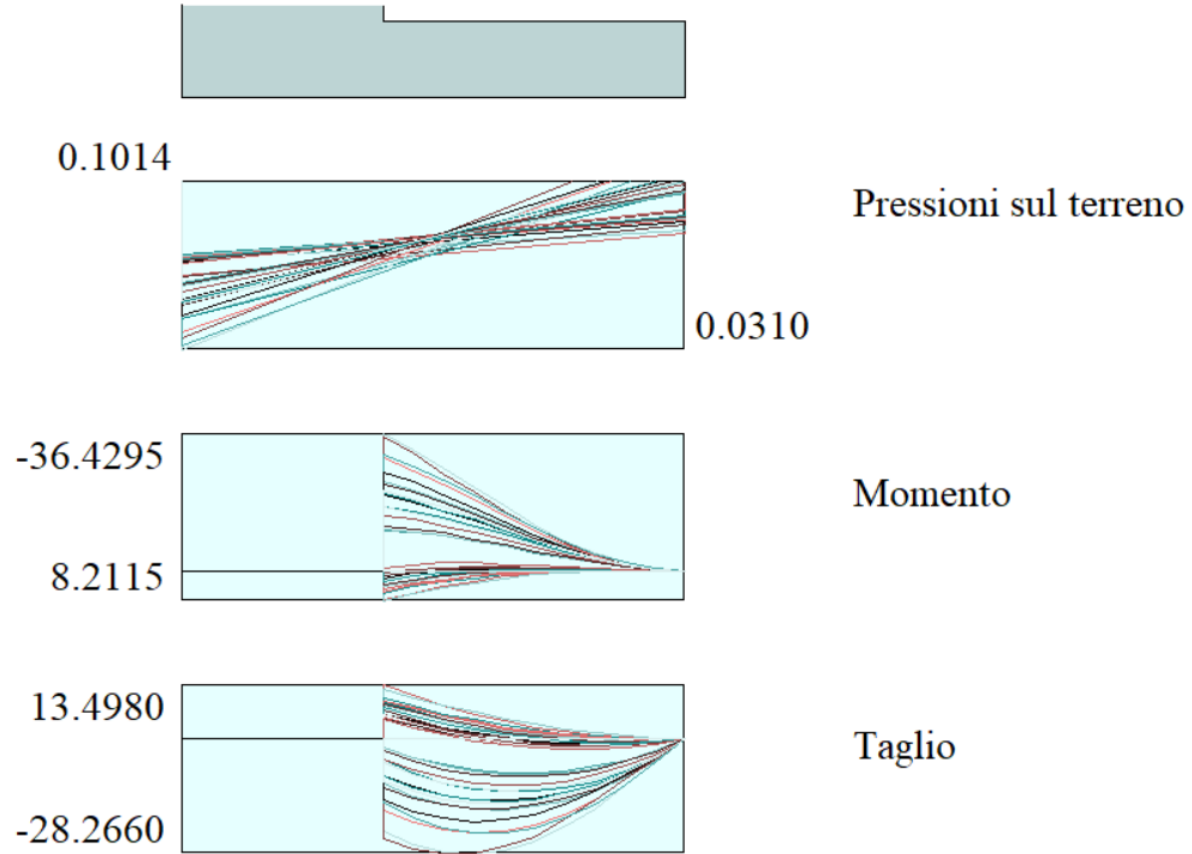 0.1014
Pressioni sul terreno
0.0310
-36.4295
Momento
8.2115
13.4980
Taglio
-28.2660